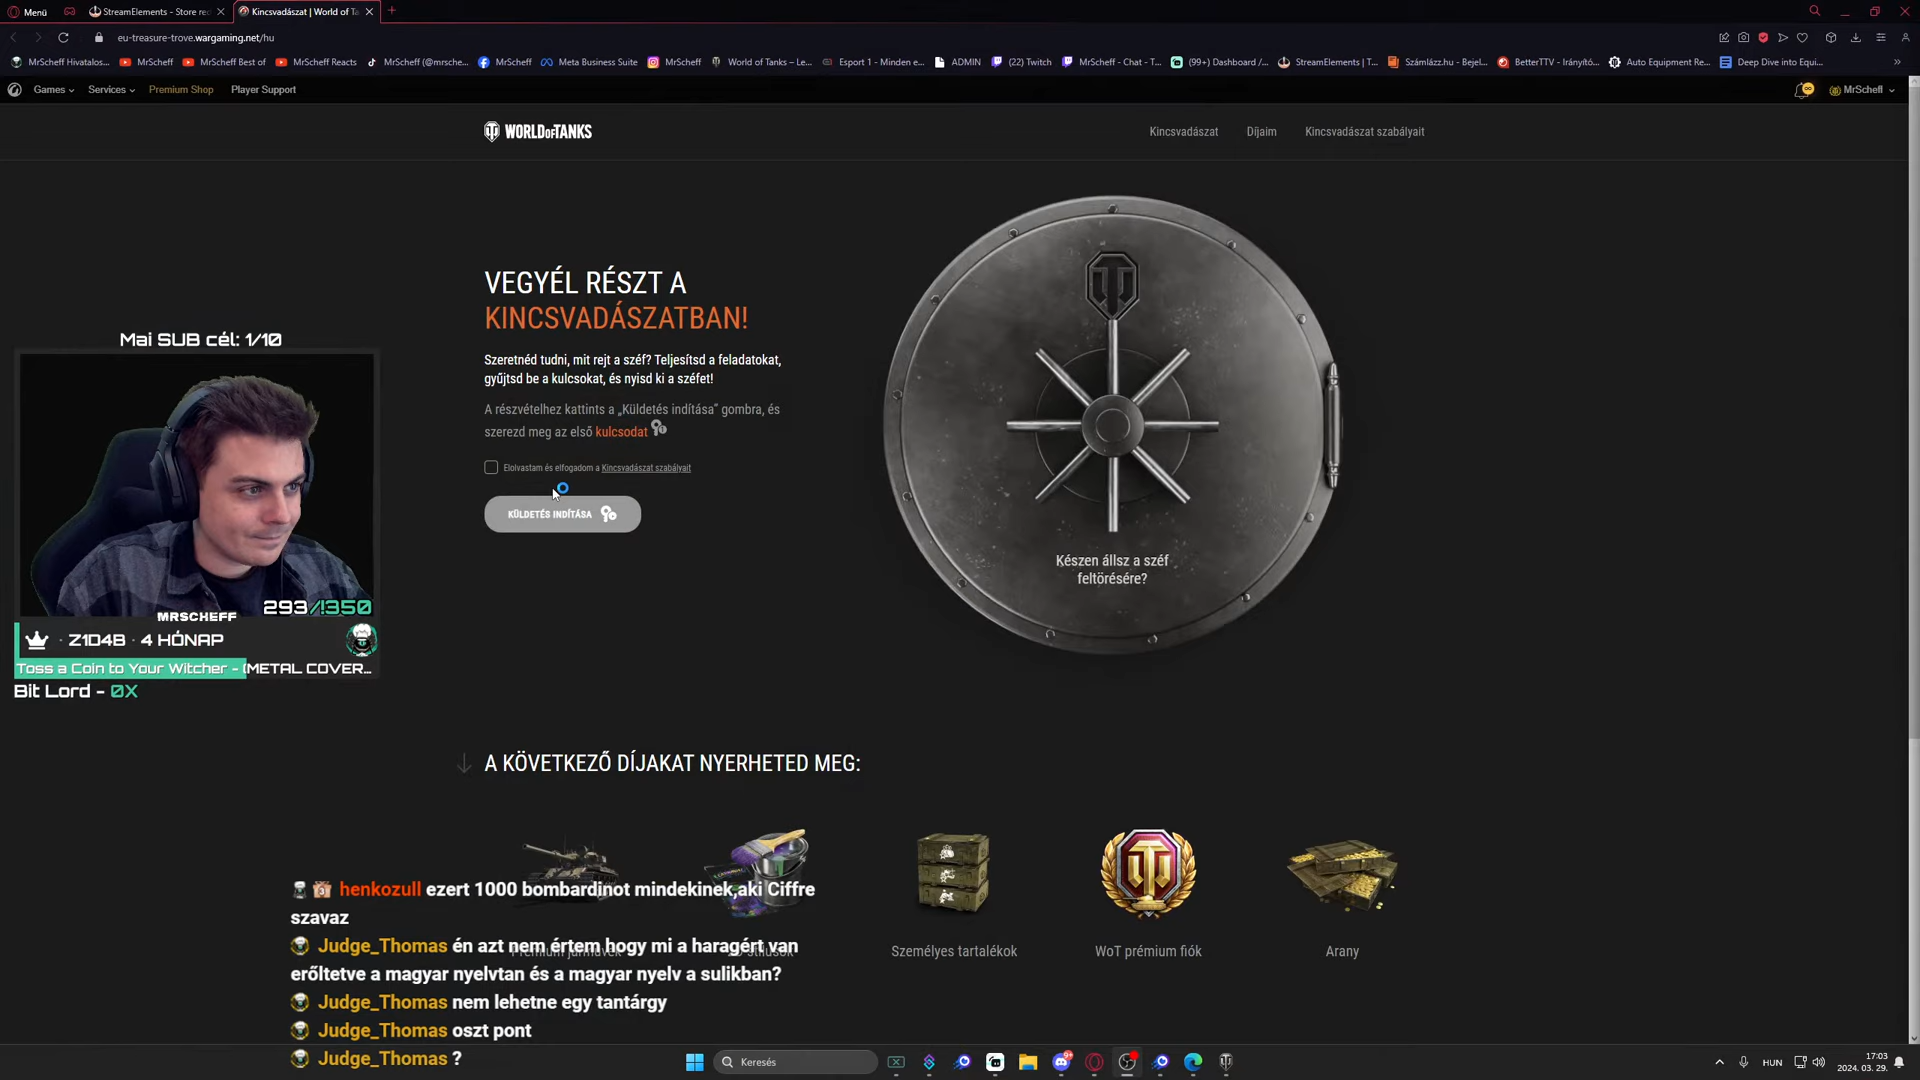 Menü
StreamElements - Store re
Kincsvadászat | World of Ta
eu-treasure-trove.wargaming.net/hu
MrScheff Hivatalos...
MrScheff
MrScheff Best of
MrScheff Reacts
MrScheff (@mrsche...
MrScheff
Meta Business Suite
MrScheff
World of Tanks – Le...
Esport 1 - Minden e...
ADMIN
(22) Twitch
MrScheff - Chat - T...
(99+) Dashboard /...
StreamElements | T...
Számlázz.hu - Bejel...
BetterTTV - Irányító...
Auto Equipment Re...
Deep Dive into Equi...
Games
Services
Premium Shop
Player Support
MrScheff
WORLD OF TANKS
Kincsvadászat
Díjaim
Kincsvadászat szabályait
VEGYÉL RÉSZT A
KINCSVADÁSZATBAN!
Szeretnéd tudni, mit rejt a széf? Teljesítsd a feladatokat,
gyűjtsd be a kulcsokat, és nyisd ki a széfet!
A részvételhez kattints a „Küldetés indítása” gombra, és
szerezd meg az első kulcsodat
Elolvastam és elfogadom a Kincsvadászat szabályait
KÜLDETÉS INDÍTÁSA
Készen állsz a széf
feltörésére?
Mai SUB cél: 1/10
293/!350
MRSCHEFF
· Z1D4B · 4 HÓNAP
Toss a Coin to Your Witcher - (METAL COVER...
Bit Lord - 0X
A KÖVETKEZŐ DÍJAKAT NYERHETED MEG:
Személyes tartalékok
WoT prémium fiók
Arany
henkozull ezert 1000 bombardinot mindekinek,aki Ciffre
szavaz
Judge_Thomas én azt nem értem hogy mi a haragért van
erőltetve a magyar nyelvtan és a magyar nyelv a sulikban?
Judge_Thomas nem lehetne egy tantárgy
Judge_Thomas oszt pont
Judge_Thomas ?
Keresés
9+
HUN
17:03
2024. 03. 29.